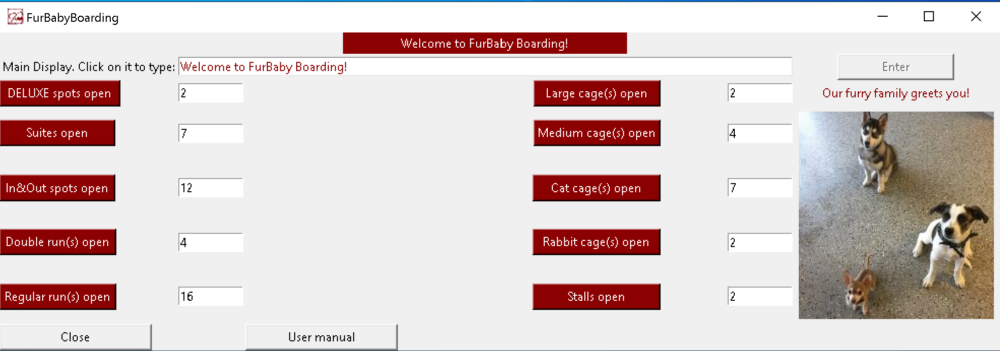 FurBabyBoarding
Welcome to FurBaby Boarding!
Main Display. Click on it to type: Welcome to FurBaby Boarding! Enter
DELUXE spots open 2 Large cage(s) open 2 Our furry family greets you!
Suites open 7 Medium cage(s) open 4
In&Out spots open 12 Cat cage(s) open 7
Double run(s) open 4 Rabbit cage(s) open 2
Regular run(s) open 16 Stalls open 2
Close User manual